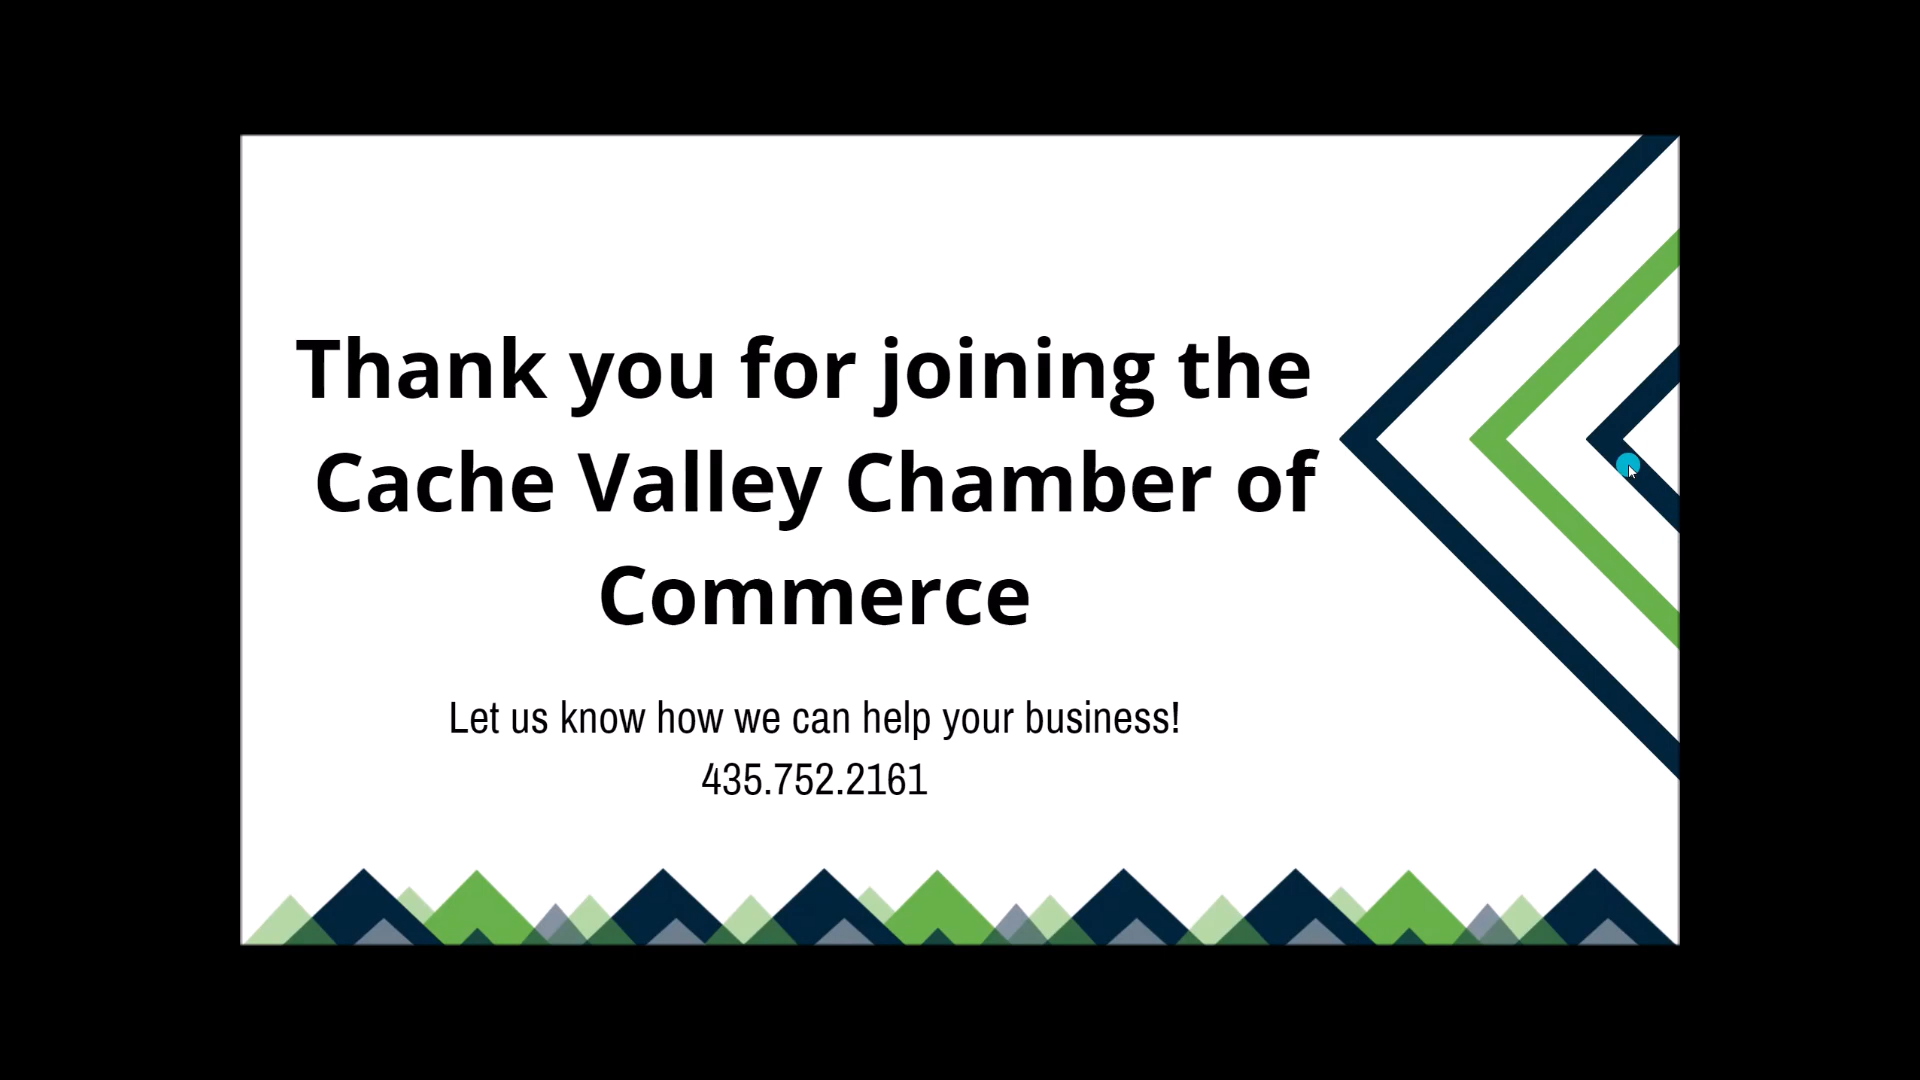 Thank you for joining the
Cache Valley Chamber of
Commerce
Let us know how we can help your business!
435.752.2161